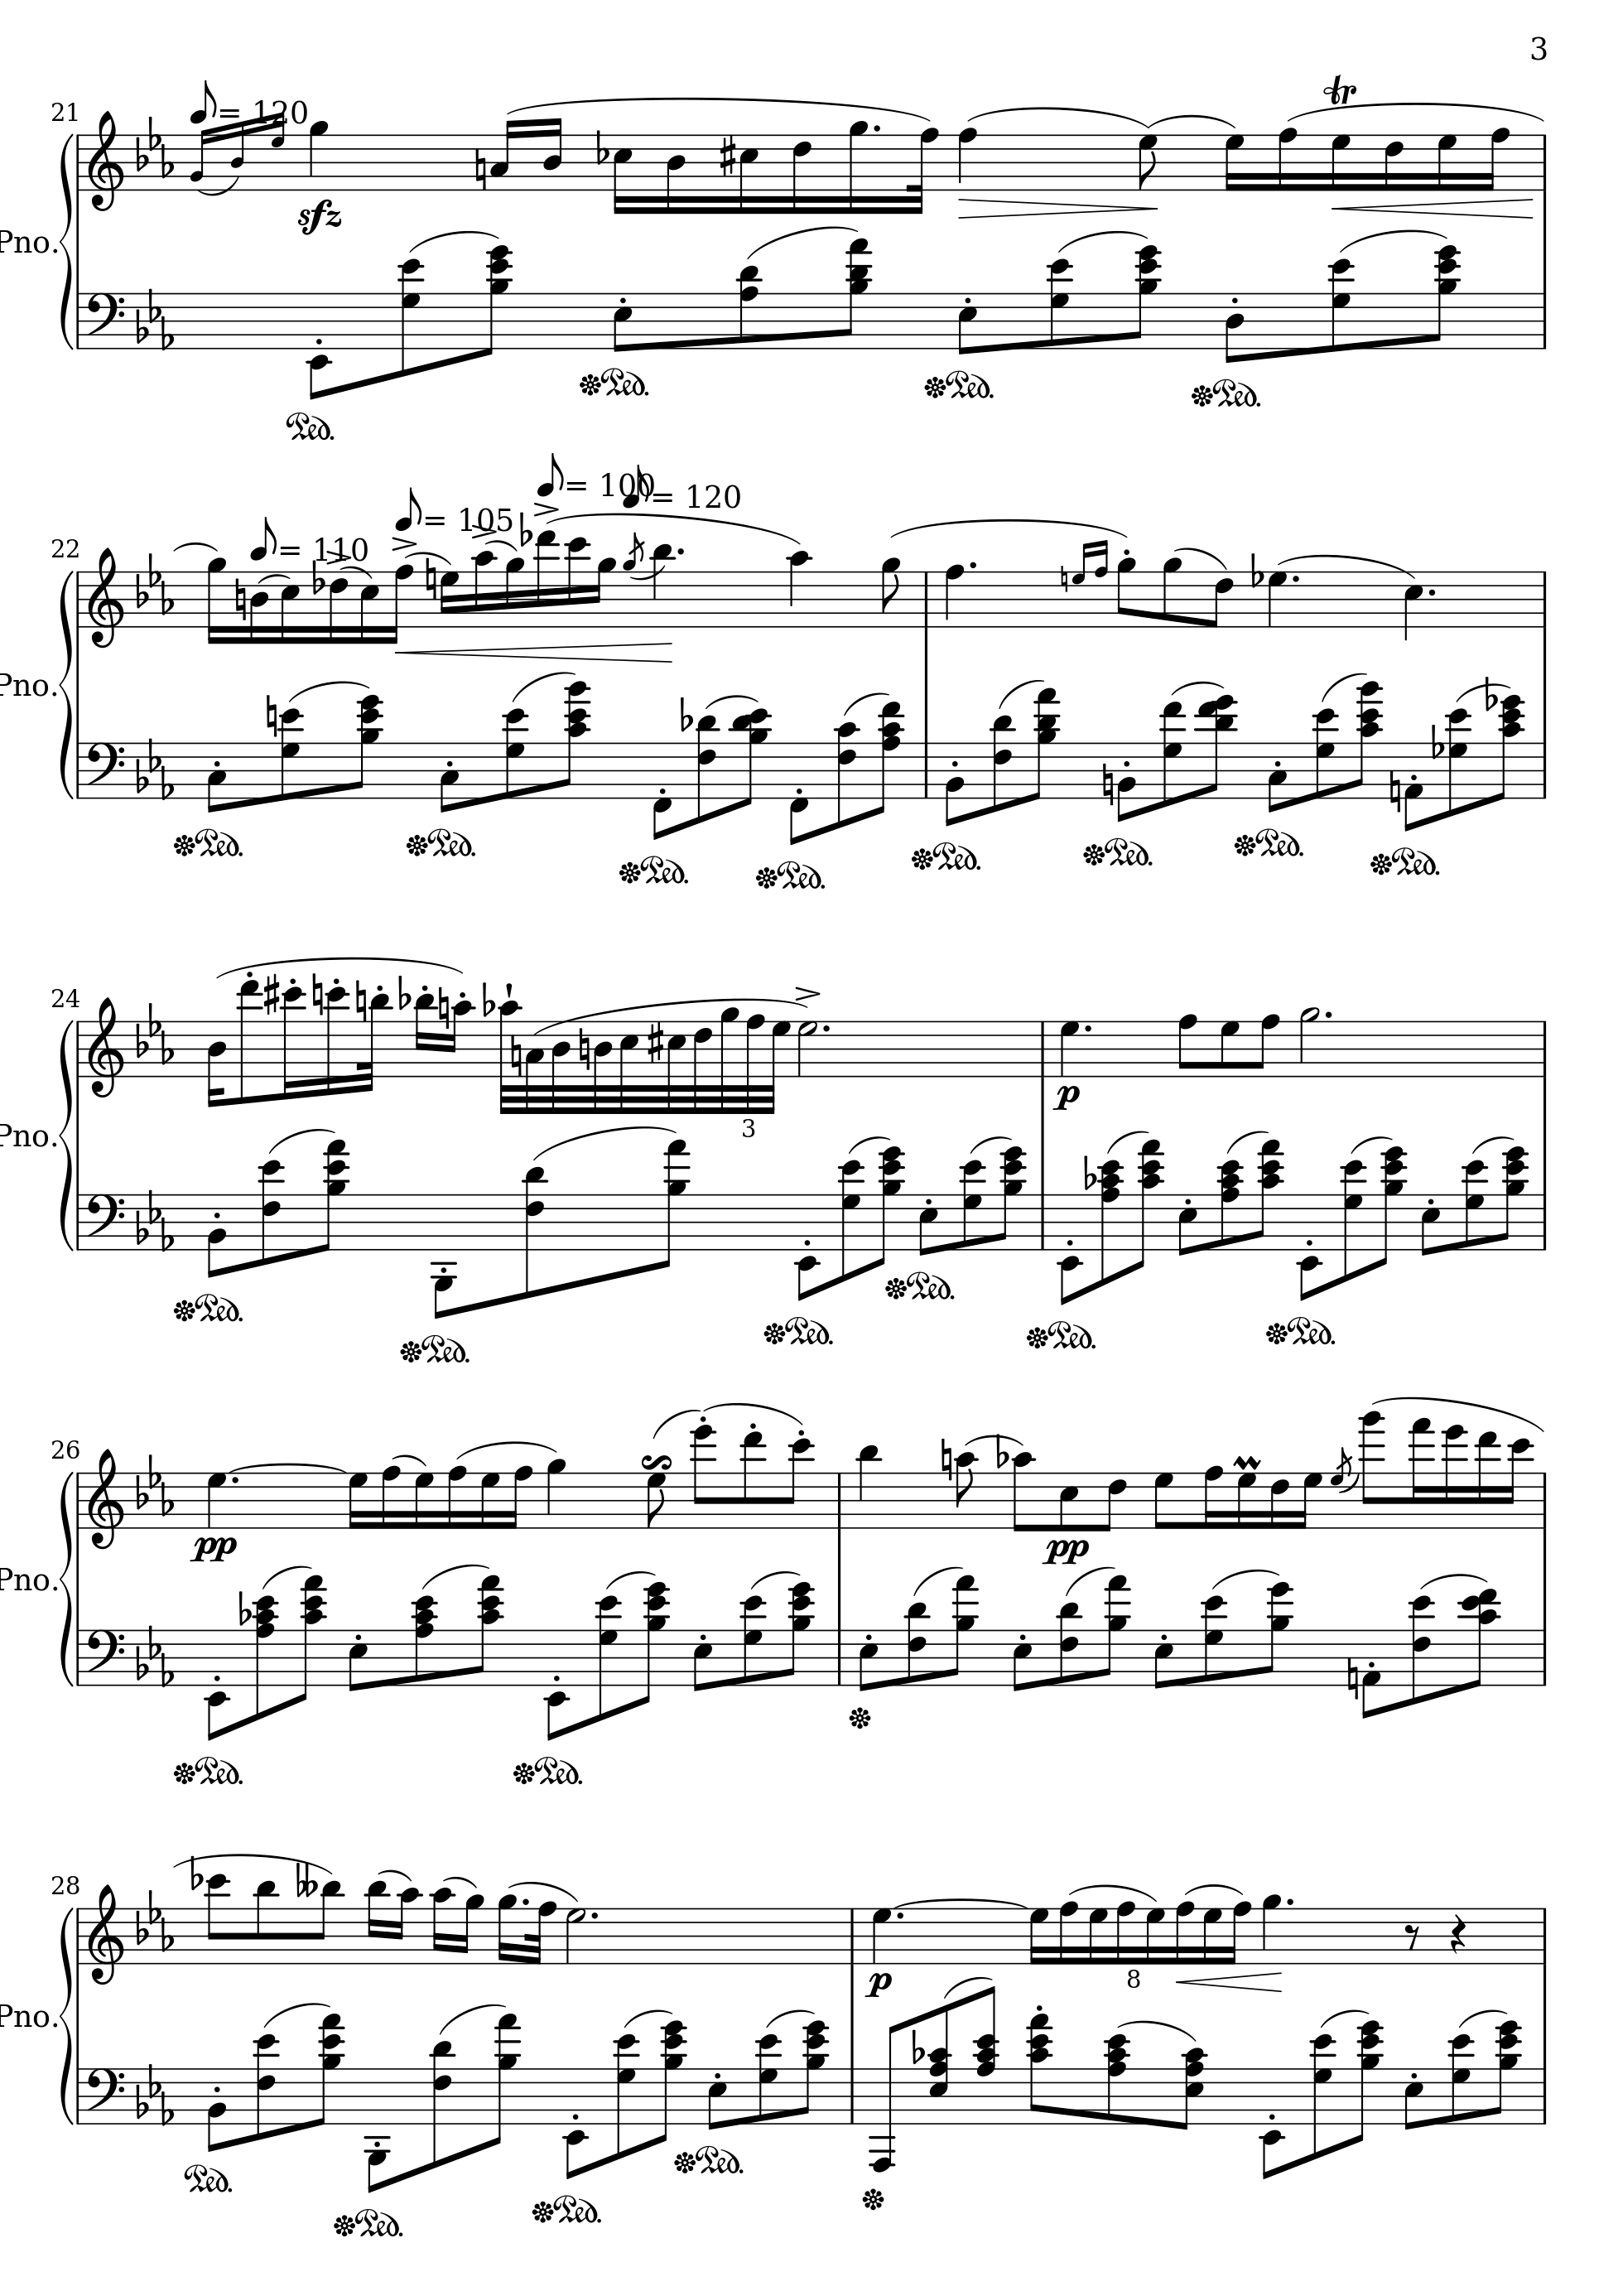 3
21
♪ = 120
Pno.
sfz
Ped. Ped. Ped. Ped.
22
♪ = 110
♪ = 105
♪ = 100
♪ = 120
Pno.
Ped. Ped. Ped. Ped. Ped. Ped. Ped. Ped.
24
Pno.
3
p
Ped. Ped. Ped. Ped. Ped. Ped.
26
tr
Pno.
pp
pp
Ped. Ped.
28
Pno.
p
8
Ped. Ped. Ped. Ped.